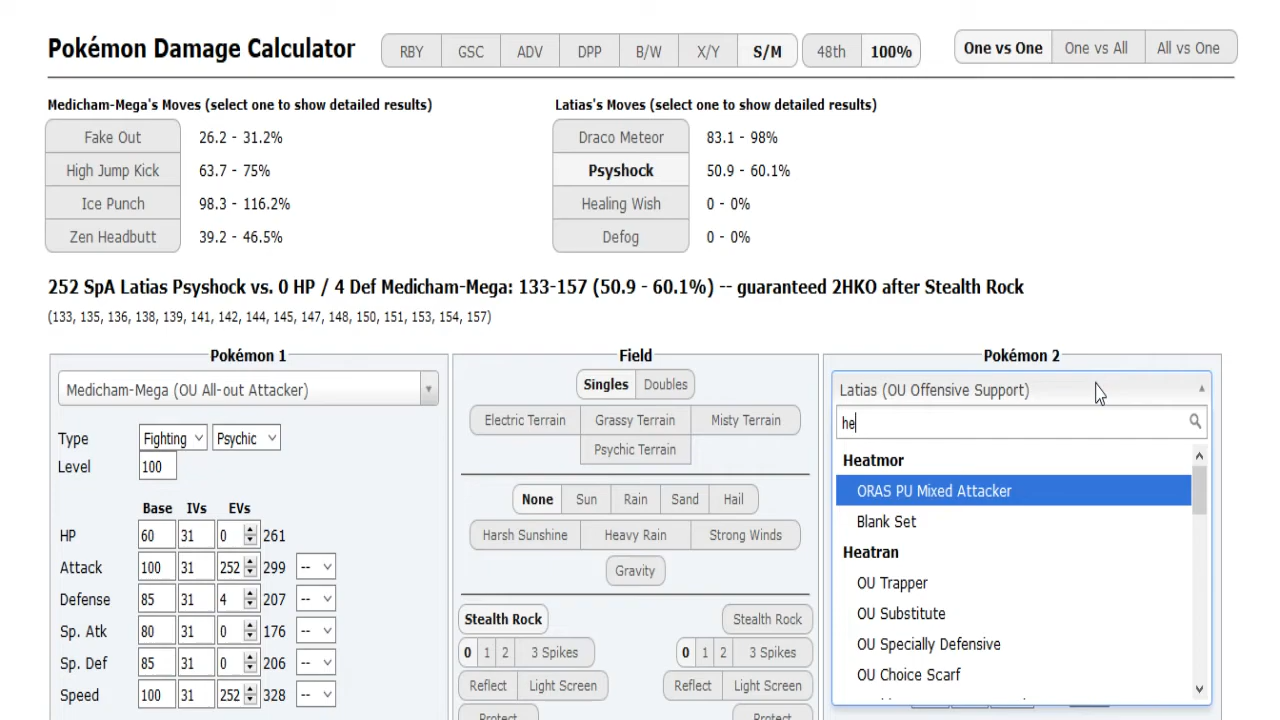 Pokémon Damage Calculator
RBY GSC ADV DPP B/W X/Y S/M 48th 100%
One vs One One vs All All vs One
Medicham-Mega's Moves (select one to show detailed results)
Fake Out 26.2 - 31.2%
High Jump Kick 63.7 - 75%
Ice Punch 98.3 - 116.2%
Zen Headbutt 39.2 - 46.5%
Latias's Moves (select one to show detailed results)
Draco Meteor 83.1 - 98%
Psyshock 50.9 - 60.1%
Healing Wish 0 - 0%
Defog 0 - 0%
252 SpA Latias Psyshock vs. 0 HP / 4 Def Medicham-Mega: 133-157 (50.9 - 60.1%) -- guaranteed 2HKO after Stealth Rock
(133, 135, 136, 138, 139, 141, 142, 144, 145, 147, 148, 150, 151, 153, 154, 157)
Pokémon 1
Medicham-Mega (OU All-out Attacker)
Type Fighting Psychic
Level 100
Base IVs EVs
HP 60 31 0 261
Attack 100 31 252 299 --
Defense 85 31 4 207 --
Sp. Atk 80 31 0 176 --
Sp. Def 85 31 0 206 --
Speed 100 31 252 328 --
Field
Singles Doubles
Electric Terrain Grassy Terrain Misty Terrain
Psychic Terrain
None Sun Rain Sand Hail
Harsh Sunshine Heavy Rain Strong Winds
Gravity
Stealth Rock Stealth Rock
0 1 2 3 Spikes 0 1 2 3 Spikes
Reflect Light Screen Reflect Light Screen
Protect Protect
Pokémon 2
Latias (OU Offensive Support)
he
Heatmor
ORAS PU Mixed Attacker
Blank Set
Heatran
OU Trapper
OU Substitute
OU Specially Defensive
OU Choice Scarf